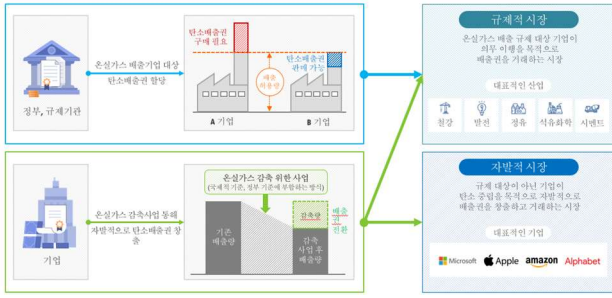 정부, 규제기관
온실가스 배출기업 대상
탄소배출권 할당
탄소배출권
구매 필요
탄소배출권
판매 가능
배출
허용량
A 기업
B 기업
규제적 시장
온실가스 배출 규제 대상 기업이
의무 이행을 목적으로
배출권을 거래하는 시장
대표적인 산업
철강
발전
정유
석유화학
시멘트
기업
온실가스 감축사업 통해
자발적으로 탄소배출권 창
출
온실가스 감축 위한 사업
(국제적 기준, 정부 기준에 부합하는 방식)
기존
배출량
감축량
감축
사업 후
배출량
배출
전환
자발적 시장
규제 대상이 아닌 기업이
탄소 중립을 목적으로 자발적으로
배출권을 창출하고 거래하는 시장
대표적인 기업
Microsoft
Apple
amazon
Alphabet